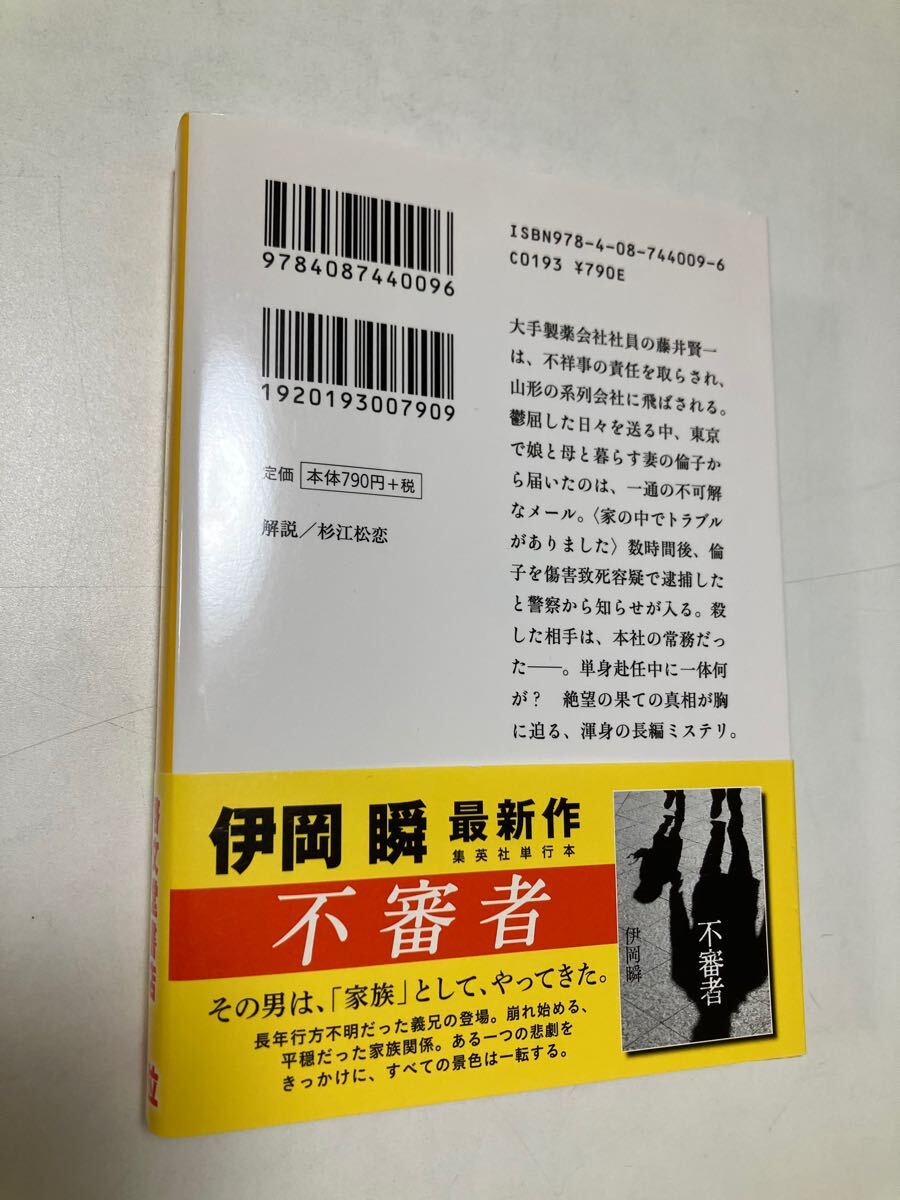 9784087440096
1920193007909
定価 本体790円+税
解説／杉江松恋
ISBN978-4-08-744009-6
C0193 ¥790E
大手製薬会社社員の藤井賢一
は、不祥事の責任を取らされ、
山形の系列会社に飛ばされる。
鬱屈した日々を送る中、東京
で娘と母と暮らす妻の倫子か
ら届いたのは、一通の不可解
なメール。〈家の中でトラブル
がありました〉数時間後、倫
子を傷害致死容疑で逮捕した
と警察から知らせが入る。殺
した相手は、本社の常務だっ
た──。単身赴任中に一体何
が？　絶望の果ての真相が胸
に迫る、渾身の長編ミステリ。
伊岡 瞬 最新作
集英社単行本
不審者
その男は、「家族」として、やってきた。
長年行方不明だった義兄の登場。崩れ始める、
平穏だった家族関係。ある一つの悲劇を
きっかけに、すべての景色は一転する。
不審者
伊岡瞬